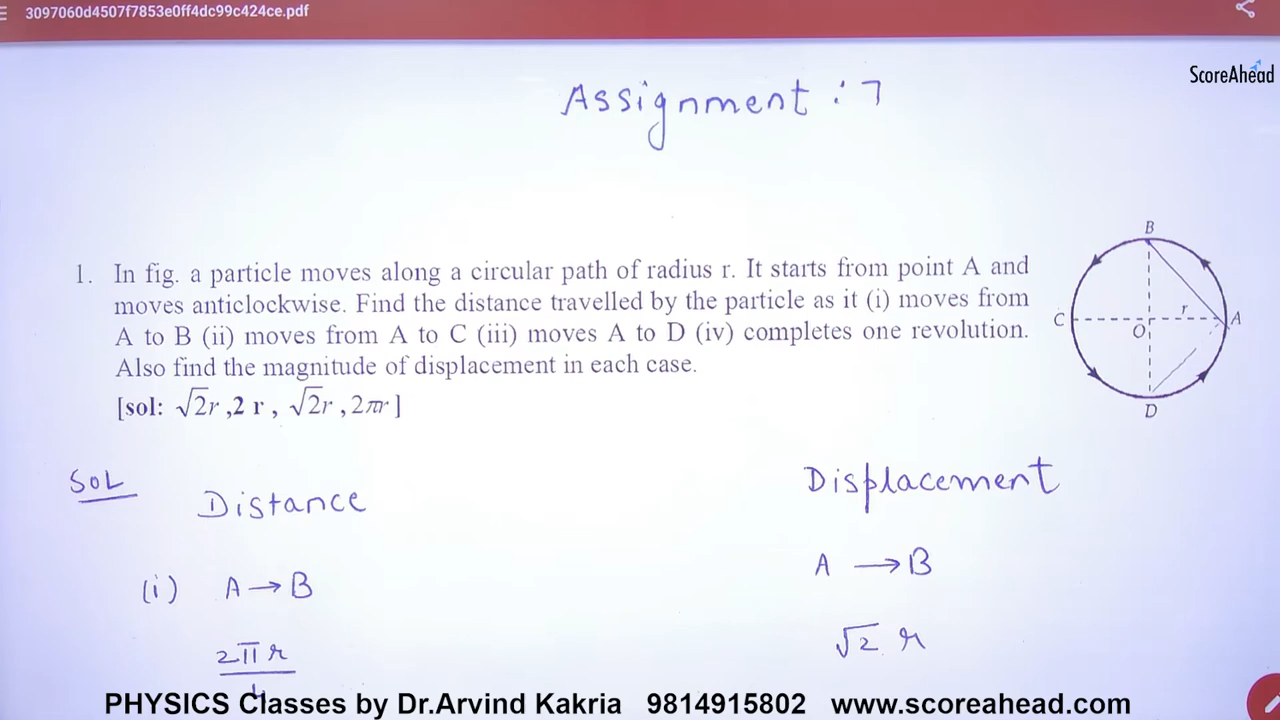 3097060d4507f7853e0ff4dc99c424ce.pdf
ScoreAhead
Assignment : 7
1. In fig. a particle moves along a circular path of radius r. It starts from point A and
moves anticlockwise. Find the distance travelled by the particle as it (i) moves from
A to B (ii) moves from A to C (iii) moves A to D (iv) completes one revolution.
Also find the magnitude of displacement in each case.
[sol: √2r ,2 r , √2r ,2πr ]
B
C
O
r
A
D
SOL
Distance
Displacement
(i) A → B
A → B
2πr
√2 r
PHYSICS Classes by Dr.Arvind Kakria 9814915802 www.scoreahead.com